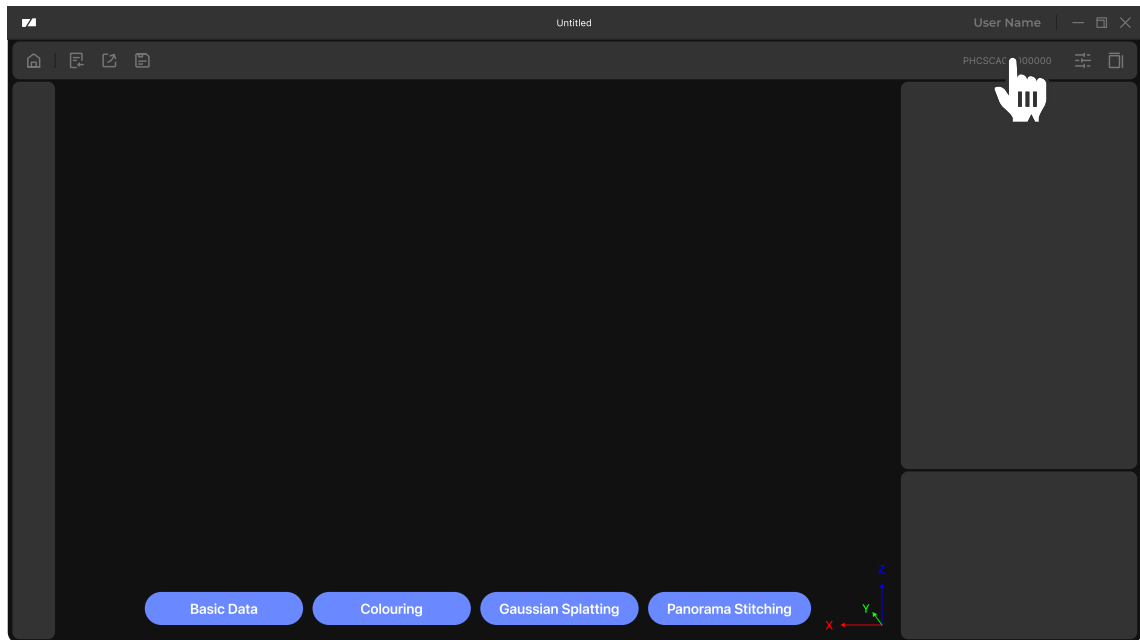 Untitled
User Name
Basic Data
Colouring
Gaussian Splatting
Panorama Stitching
Z
Y
X